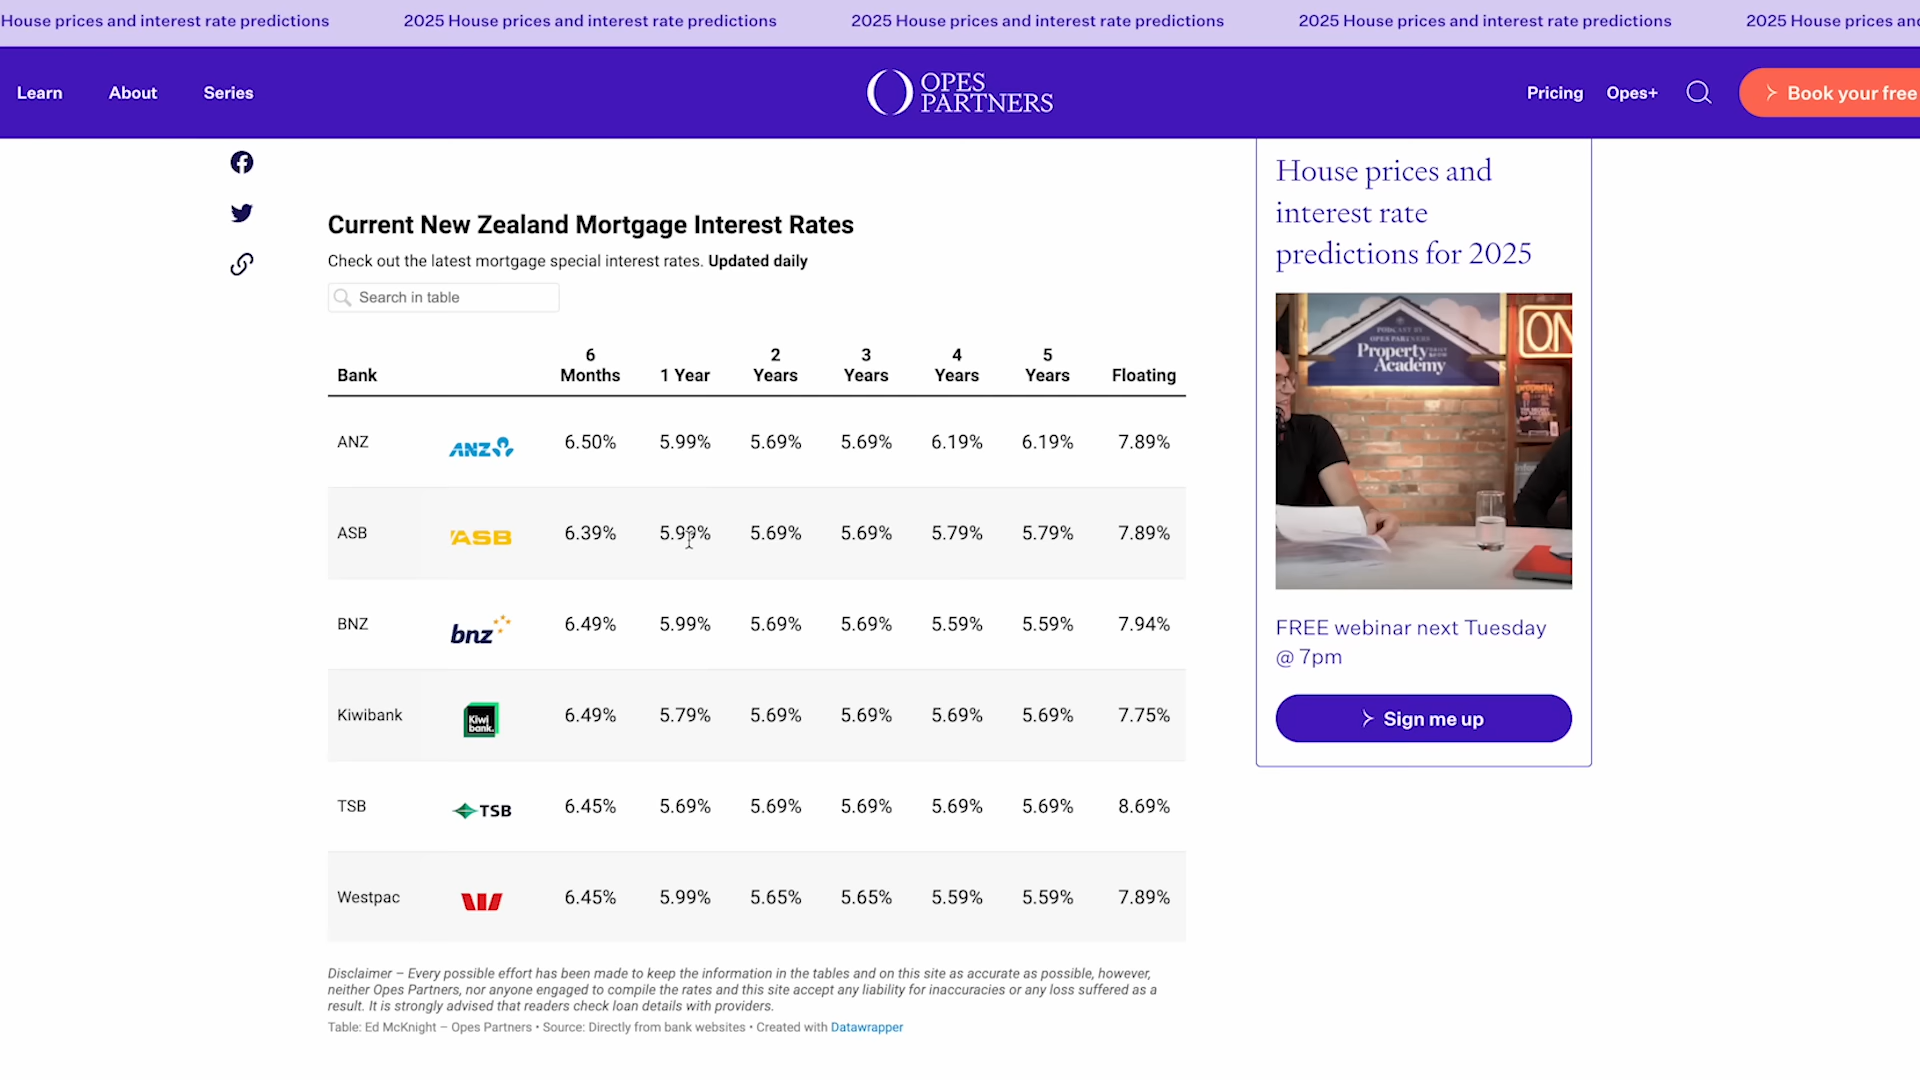 House prices and interest rate predictions 2025 House prices and interest rate predictions 2025 House prices and interest rate predictions 2025 House prices and interest rate predictions 2025 House prices
Learn About Series OPES PARTNERS Pricing Opes+ Book your free
House prices and
interest rate
predictions for 2025
Current New Zealand Mortgage Interest Rates
Check out the latest mortgage special interest rates. Updated daily
Search in table
Bank 6 Months 1 Year 2 Years 3 Years 4 Years 5 Years Floating
ANZ ANZ 6.50% 5.99% 5.69% 5.69% 6.19% 6.19% 7.89%
ASB ASB 6.39% 5.99% 5.69% 5.69% 5.79% 5.79% 7.89%
BNZ bnz 6.49% 5.99% 5.69% 5.69% 5.59% 5.59% 7.94%
Kiwibank Kiwi bank. 6.49% 5.79% 5.69% 5.69% 5.69% 5.69% 7.75%
TSB TSB 6.45% 5.69% 5.69% 5.69% 5.69% 5.69% 8.69%
Westpac 6.45% 5.99% 5.65% 5.65% 5.59% 5.59% 7.89%
Disclaimer – Every possible effort has been made to keep the information in the tables and on this site as accurate as possible, however,
neither Opes Partners, nor anyone engaged to compile the rates and this site accept any liability for inaccuracies or any loss suffered as a
result. It is strongly advised that readers check loan details with providers.
Table: Ed McKnight – Opes Partners • Source: Directly from bank websites • Created with Datawrapper
PODCAST BY
OPES PARTNERS
Property
Academy
ON
FREE webinar next Tuesday
@ 7pm
Sign me up